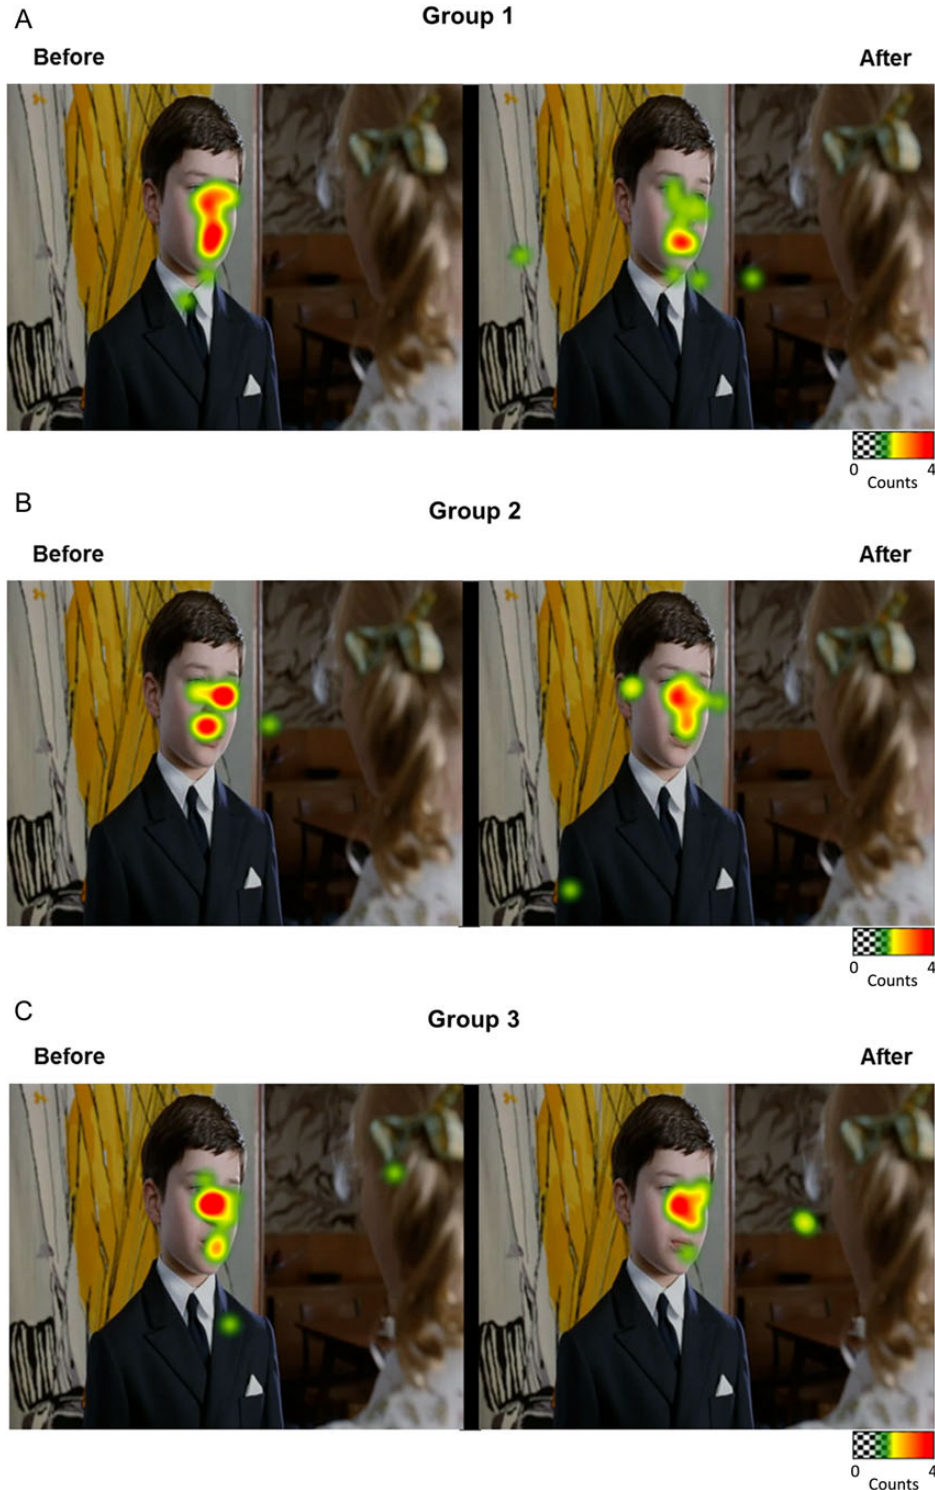 A
Group 1
Before
After
0 4
Counts
B
Group 2
Before
After
0 4
Counts
C
Group 3
Before
After
0 4
Counts